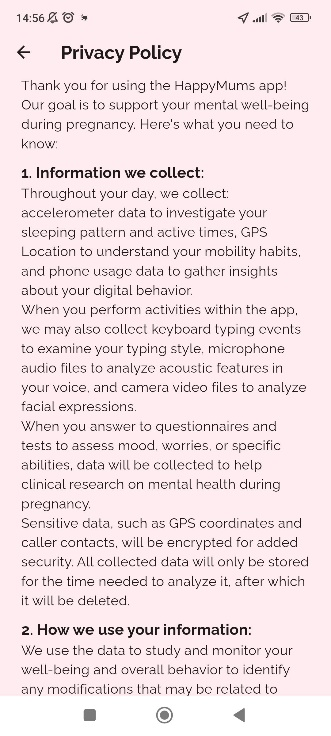 14:56
43
Privacy Policy
Thank you for using the HappyMums app!
Our goal is to support your mental well-being
during pregnancy. Here's what you need to
know:
1. Information we collect:
Throughout your day, we collect:
accelerometer data to investigate your
sleeping pattern and active times, GPS
Location to understand your mobility habits,
and phone usage data to gather insights
about your digital behavior.
When you perform activities within the app,
we may also collect keyboard typing events
to examine your typing style, microphone
audio files to analyze acoustic features in
your voice, and camera video files to analyze
facial expressions.
When you answer to questionnaires and
tests to assess mood, worries, or specific
abilities, data will be collected to help
clinical research on mental health during
pregnancy.
Sensitive data, such as GPS coordinates and
caller contacts, will be encrypted for added
security. All collected data will only be stored
for the time needed to analyze it, after which
it will be deleted.
2. How we use your information:
We use the data to study and monitor your
well-being and overall behavior to identify
any modifications that may be related to